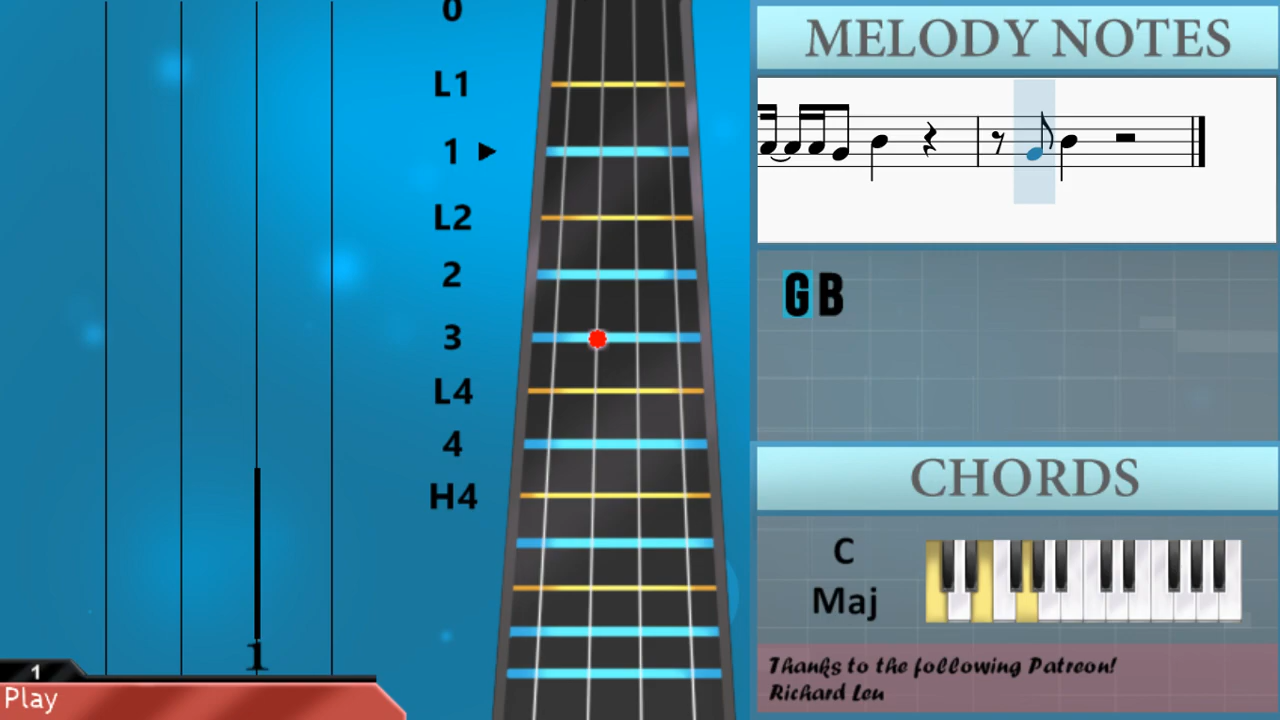 0
L1
1
L2
2
3
L4
4
H4
1
1
Play
MELODY NOTES
G B
CHORDS
C
Maj
Thanks to the following Patreon!
Richard Leu